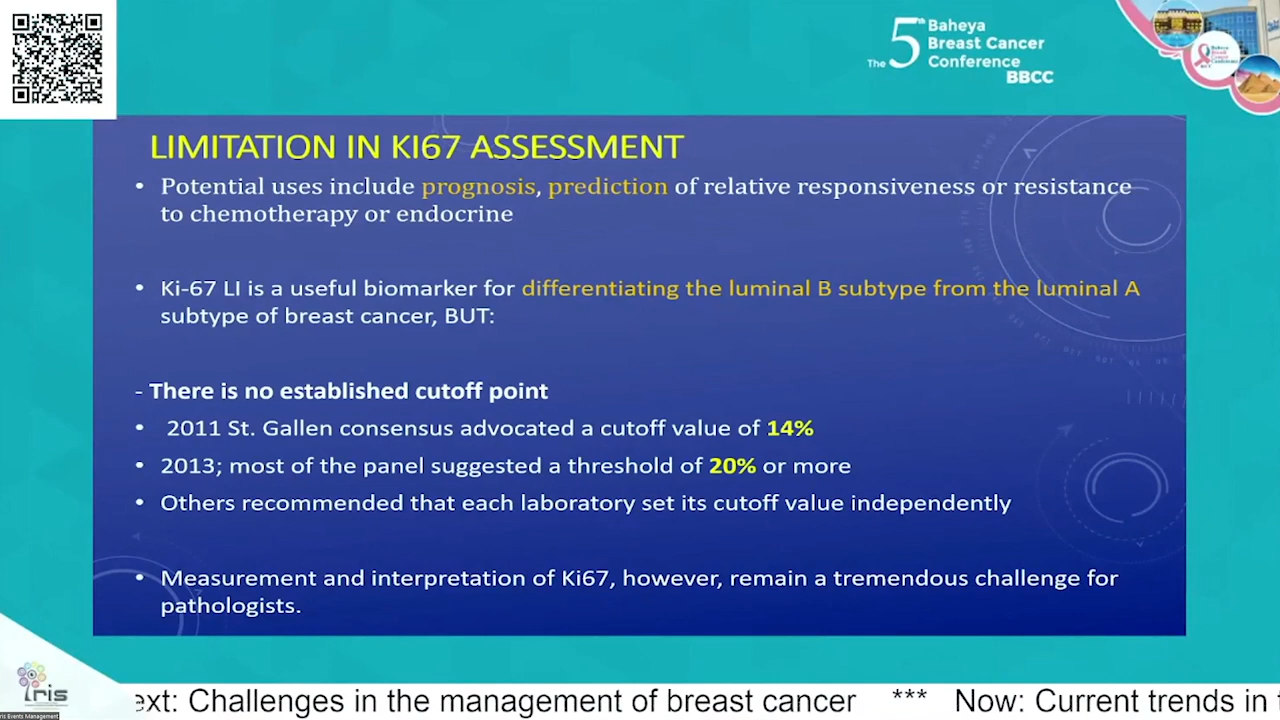 The 5th Baheya
Breast Cancer
Conference
BBCC
LIMITATION IN KI67 ASSESSMENT
• Potential uses include prognosis, prediction of relative responsiveness or resistance
to chemotherapy or endocrine
• Ki-67 LI is a useful biomarker for differentiating the luminal B subtype from the luminal A
subtype of breast cancer, BUT:
- There is no established cutoff point
• 2011 St. Gallen consensus advocated a cutoff value of 14%
• 2013; most of the panel suggested a threshold of 20% or more
• Others recommended that each laboratory set its cutoff value independently
• Measurement and interpretation of Ki67, however, remain a tremendous challenge for
pathologists.
iris
Iris Events Management
ext: Challenges in the management of breast cancer *** Now: Current trends in